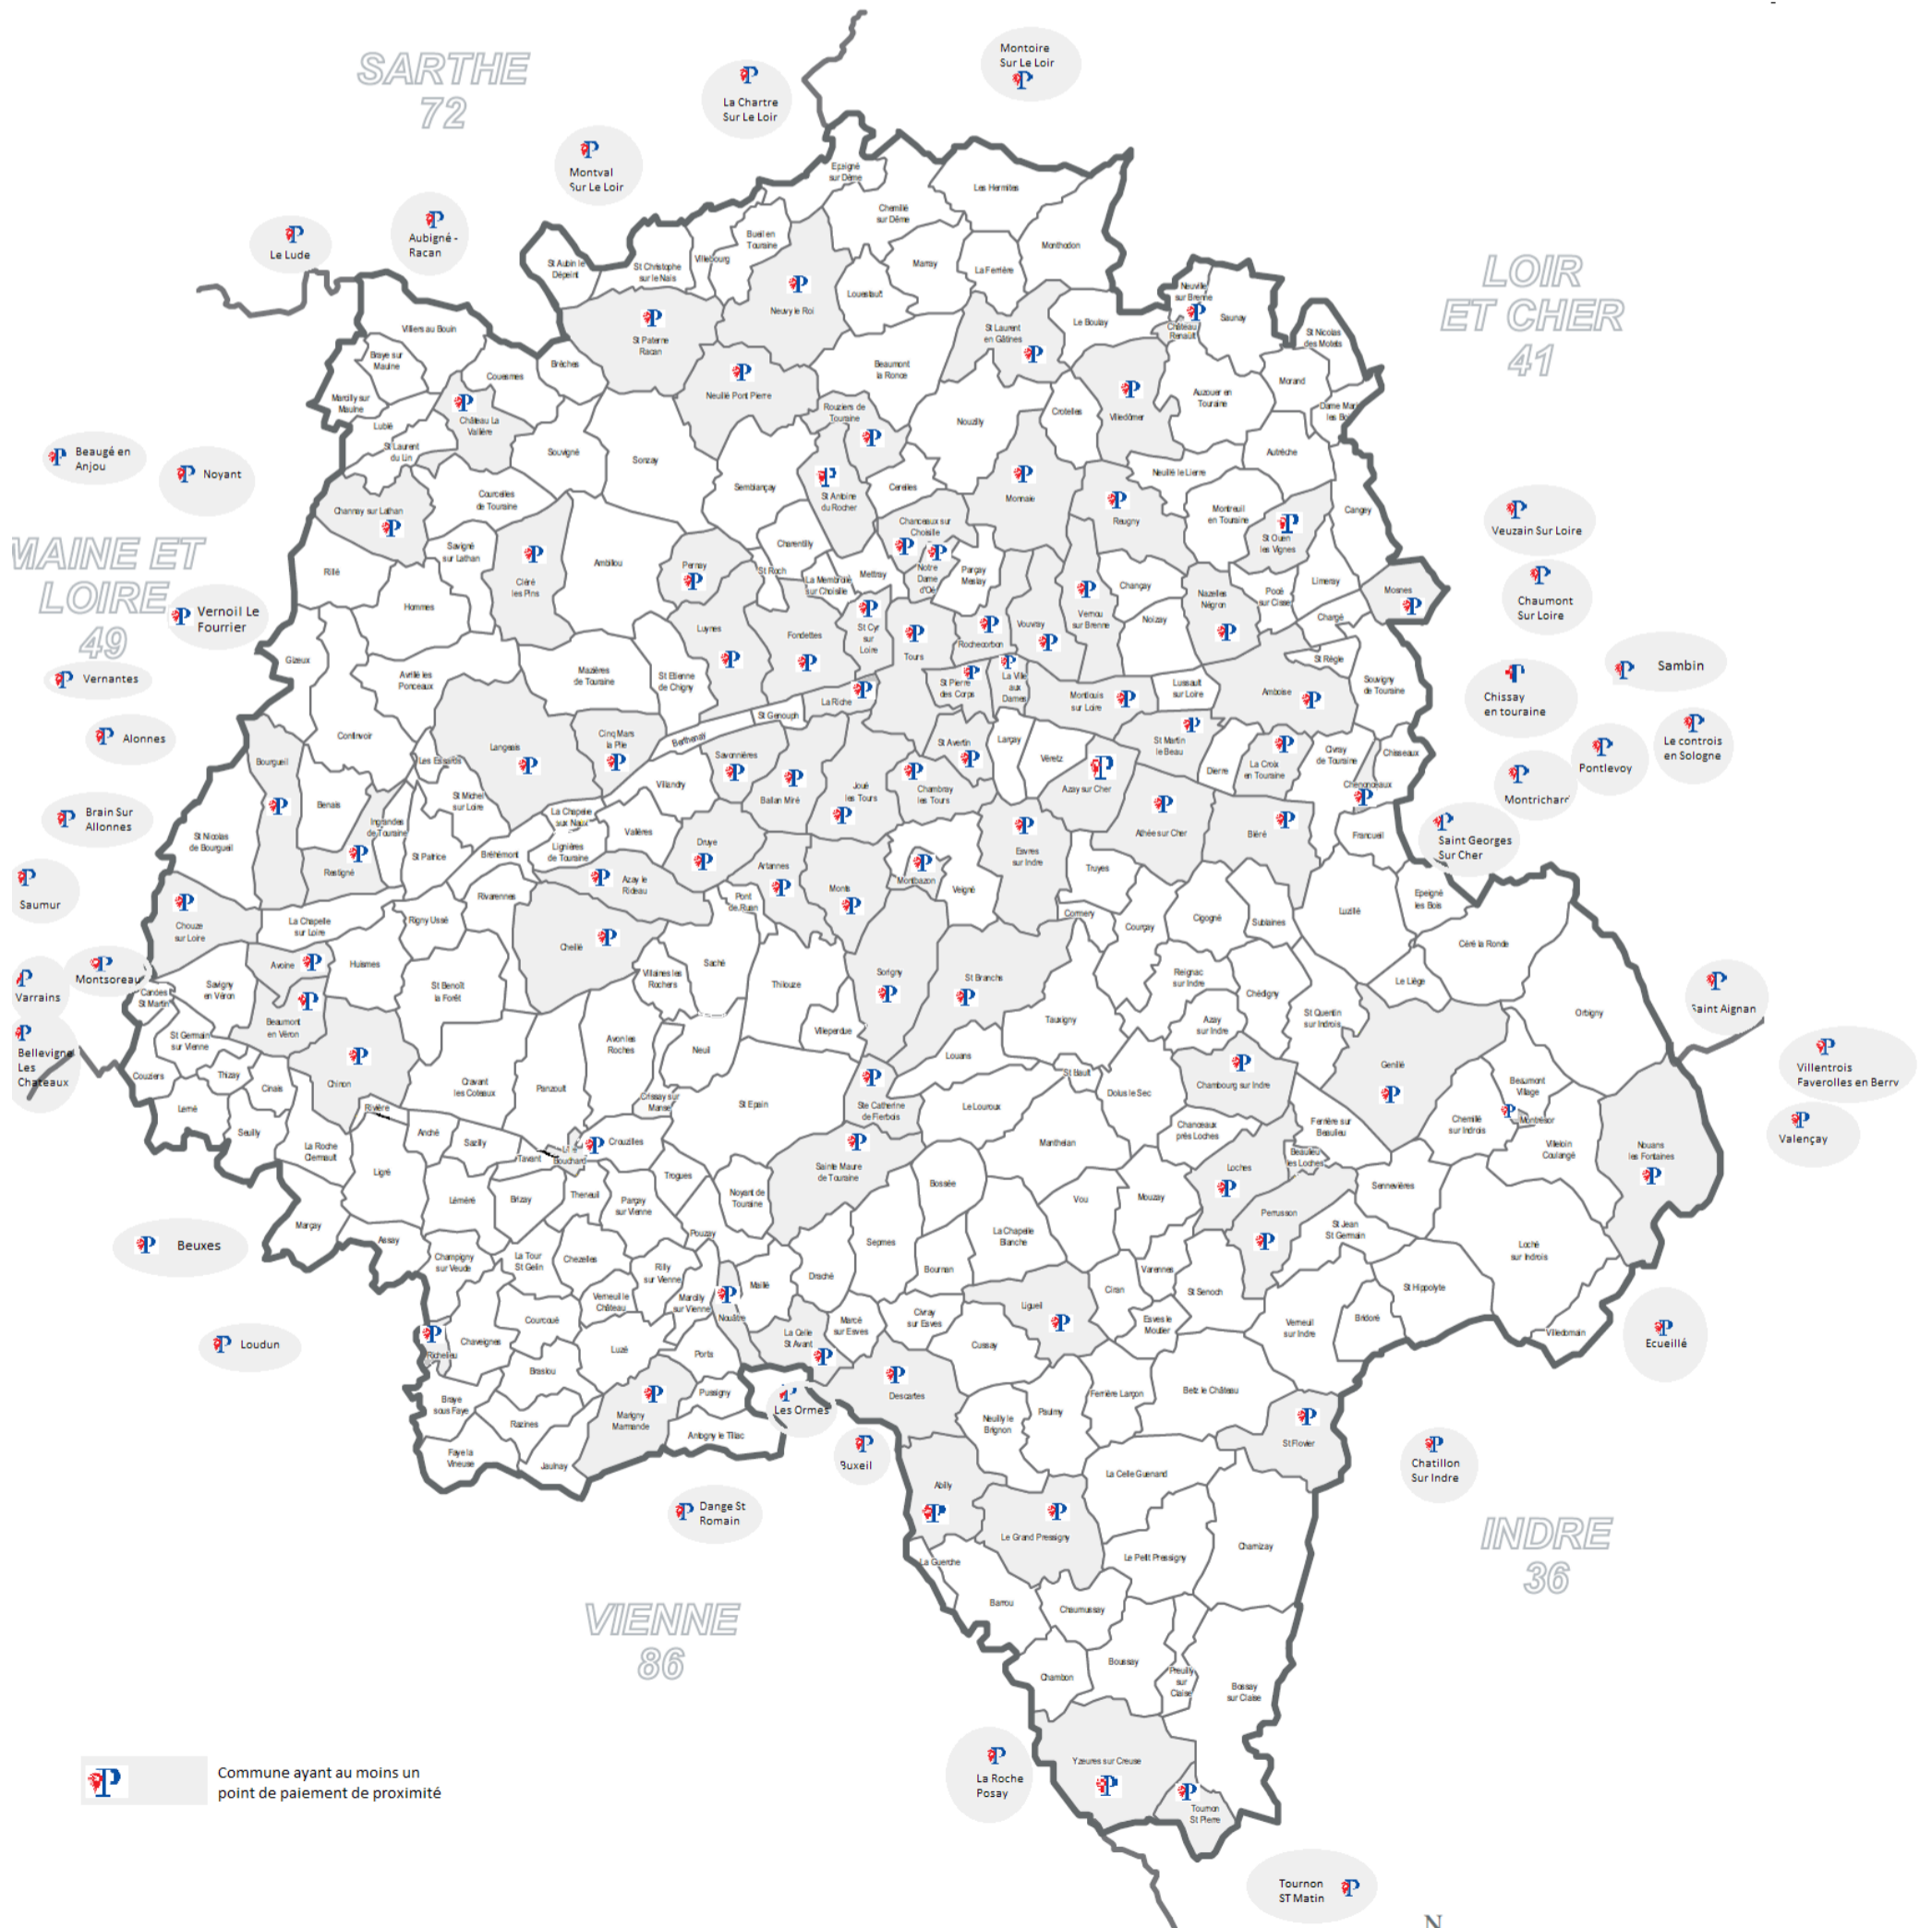 SARTHE
72
LOIR
ET CHER
41
MAINE ET
LOIRE
49
INDRE
36
VIENNE
86
Montoire
Sur Le Loir
La Chartre
Sur Le Loir
Montval
Sur Le Loir
Aubigné -
Racan
Le Lude
Beaugé en
Anjou
Noyant
Vernoil Le
Fourrier
Vernantes
Alonnes
Brain Sur
Allonnes
Saumur
Montsoreau
Varrains
Bellevigne
Les
Chateaux
Beuxes
Loudun
Les Ormes
Buxeil
Dange St
Romain
La Roche
Posay
Tournon
ST Matin
Chatillon
Sur Indre
Ecueillé
Valençay
Villentrois
Faverolles en Berry
Saint Aignan
Saint Georges
Sur Cher
Montrichard
Pontlevoy
Le controis
en Sologne
Chissay
en touraine
Sambin
Chaumont
Sur Loire
Veuzain Sur Loire
Epeigné
sur Dême
Les Hermites
Chemillé
sur Dême
Bueil en
Touraine
Villebourg
St Christophe
sur le Nais
St Aubin le
Dépeint
Marray
La Ferrière
Monthodon
Louestault
Neuvy le Roi
St Paterne
Racan
Neuville
sur Brenne
Château
Renault
Saunay
St Nicolas
des Motets
Le Boulay
St Laurent
en Gâtines
Villiers au Bouin
Braye sur
Maulne
Brèches
Couesmes
Marcilly sur
Maulne
Château La
Vallière
Lublé
St Laurent
du Lin
Souvigné
Sonzay
Neuillé Pont Pierre
Beaumont
la Ronce
Rouziers de
Touraine
Nouzilly
Crotelles
Villedômer
Auzouer en
Touraine
Morand
Dame Mar
les Bo
Autrèche
Neuillé le Lierre
Semblançay
St Antoine
du Rocher
Cerelles
Monnaie
Reugny
Montreuil
en Touraine
St Ouen
les Vignes
Cangey
Channay sur Lathan
Courcelles
de Touraine
Savigné
sur Lathan
Rillé
Hommes
Cléré
les Pins
Ambillou
Pernay
St Roch
Charentilly
La Membrolle
sur Choisille
Mettray
Chanceaux sur
Choisille
Notre
Dame
d'Oé
Parçay
Meslay
Chançay
Vernou
sur Brenne
Noizay
Nazelles
Négron
Pocé
sur Cisse
Limeray
Mosnes
Chargé
St Règle
Souvigny
de Touraine
Luynes
Fondettes
St Cyr
sur
Loire
Tours
Rochecorbon
Vouvray
Gizeux
Avrillé les
Ponceaux
Mazières
de Touraine
St Etienne
de Chigny
La Riche
St Genouph
Berthenay
St Pierre
des Corps
La Ville
aux
Dames
Montlouis
sur Loire
Lussault
sur Loire
Amboise
Continvoir
Langeais
Cinq Mars
la Pile
Les Essards
Bourgueil
Benais
St Michel
sur Loire
Villandry
Savonnières
Ballan Miré
Joué
les Tours
Chambray
les Tours
St Avertin
Larçay
Véretz
Azay sur Cher
St Martin
le Beau
Dierre
La Croix
en Touraine
Civray
de Touraine
Chisseaux
Chenonceaux
Francueil
Bléré
Athée sur Cher
St Nicolas
de Bourgueil
Restigné
Ingrandes
de Touraine
St Patrice
Bréhémont
La Chapelle
aux Naux
Lignières
de Touraine
Vallères
Druye
Azay le
Rideau
Artannes
Pont
de Ruan
Monts
Montbazon
Veigné
Esvres
sur Indre
Truyes
Cormery
Courçay
Cigogné
Sublaines
Luzillé
Epeigné
les Bois
Céré la Ronde
Chouze
sur Loire
La Chapelle
sur Loire
Rigny Ussé
Rivarennes
Cheillé
Villaines les
Rochers
Saché
Thilouze
Sorigny
St Branchs
Reignac
sur Indre
Chédigny
Le Liège
Orbigny
Avoine
Huismes
Savigny
en Véron
Candes
St Martin
Beaumont
en Véron
St Benoît
la Forêt
St Germain
sur Vienne
Couziers
Thizay
Cinais
Lerné
Seuilly
Chinon
Rivière
La Roche
Clermault
Cravant
les Coteaux
Panzoult
Avon les
Roches
Neuil
Crissay sur
Manse
Villeperdue
Louans
Tauxigny
Azay
sur Indre
St Quentin
sur Indrois
Genillé
St Bault
Dolus le Sec
Chambourg sur Indre
Beaumont
Village
Montrésor
Chemillé
sur Indrois
Villeloin
Coulangé
Nouans
les Fontaines
St Epain
Ste Catherine
de Fierbois
Le Louroux
Manthelan
Chanceaux
près Loches
Ferrière sur
Beaulieu
Beaulieu
les Loches
Loches
Anché
Sazilly
Tavant
Bouchard
Crouzilles
Ligré
Léméré
Brizay
Theneuil
Parçay
sur Vienne
Trogues
Noyant de
Touraine
Sainte Maure
de Touraine
Bossée
Vou
Mouzay
Perrusson
Sennevières
St Jean
St Germain
Loché
sur Indrois
Marçay
Assay
Champigny
sur Veude
La Tour
St Gelin
Chezelles
Rilly
sur Vienne
Pouzay
Maillé
Draché
Sepmes
La Chapelle
Blanche
Bournan
Varennes
Ciran
St Senoch
St Hippolyte
Verneuil le
Château
Marcilly
sur Vienne
Nouâtre
La Celle
St Avant
Marcé
sur Esves
Civray
sur Esves
Ligueil
Esves le
Moutier
Verneuil
sur Indre
Bridoré
Villedomain
Courcoué
Chaveignes
Richelieu
Luzé
Ports
Cussay
Descartes
Braslou
Braye
sous Faye
Razines
Marigny
Marmande
Pussigny
Antogny le Tillac
Faye la
Vineuse
Jaulnay
Neuilly le
Brignon
Paulmy
Ferrière Larçon
Betz le Château
St Flovier
Abilly
La Celle Guenand
Le Grand Pressigny
La Guerche
Le Petit Pressigny
Charnizay
Barrou
Chaumussay
Chambon
Boussay
Preuilly
sur
Claise
Bossay
sur Claise
Yzeures sur Creuse
Tournon
St Pierre
Commune ayant au moins un
point de paiement de proximité
N